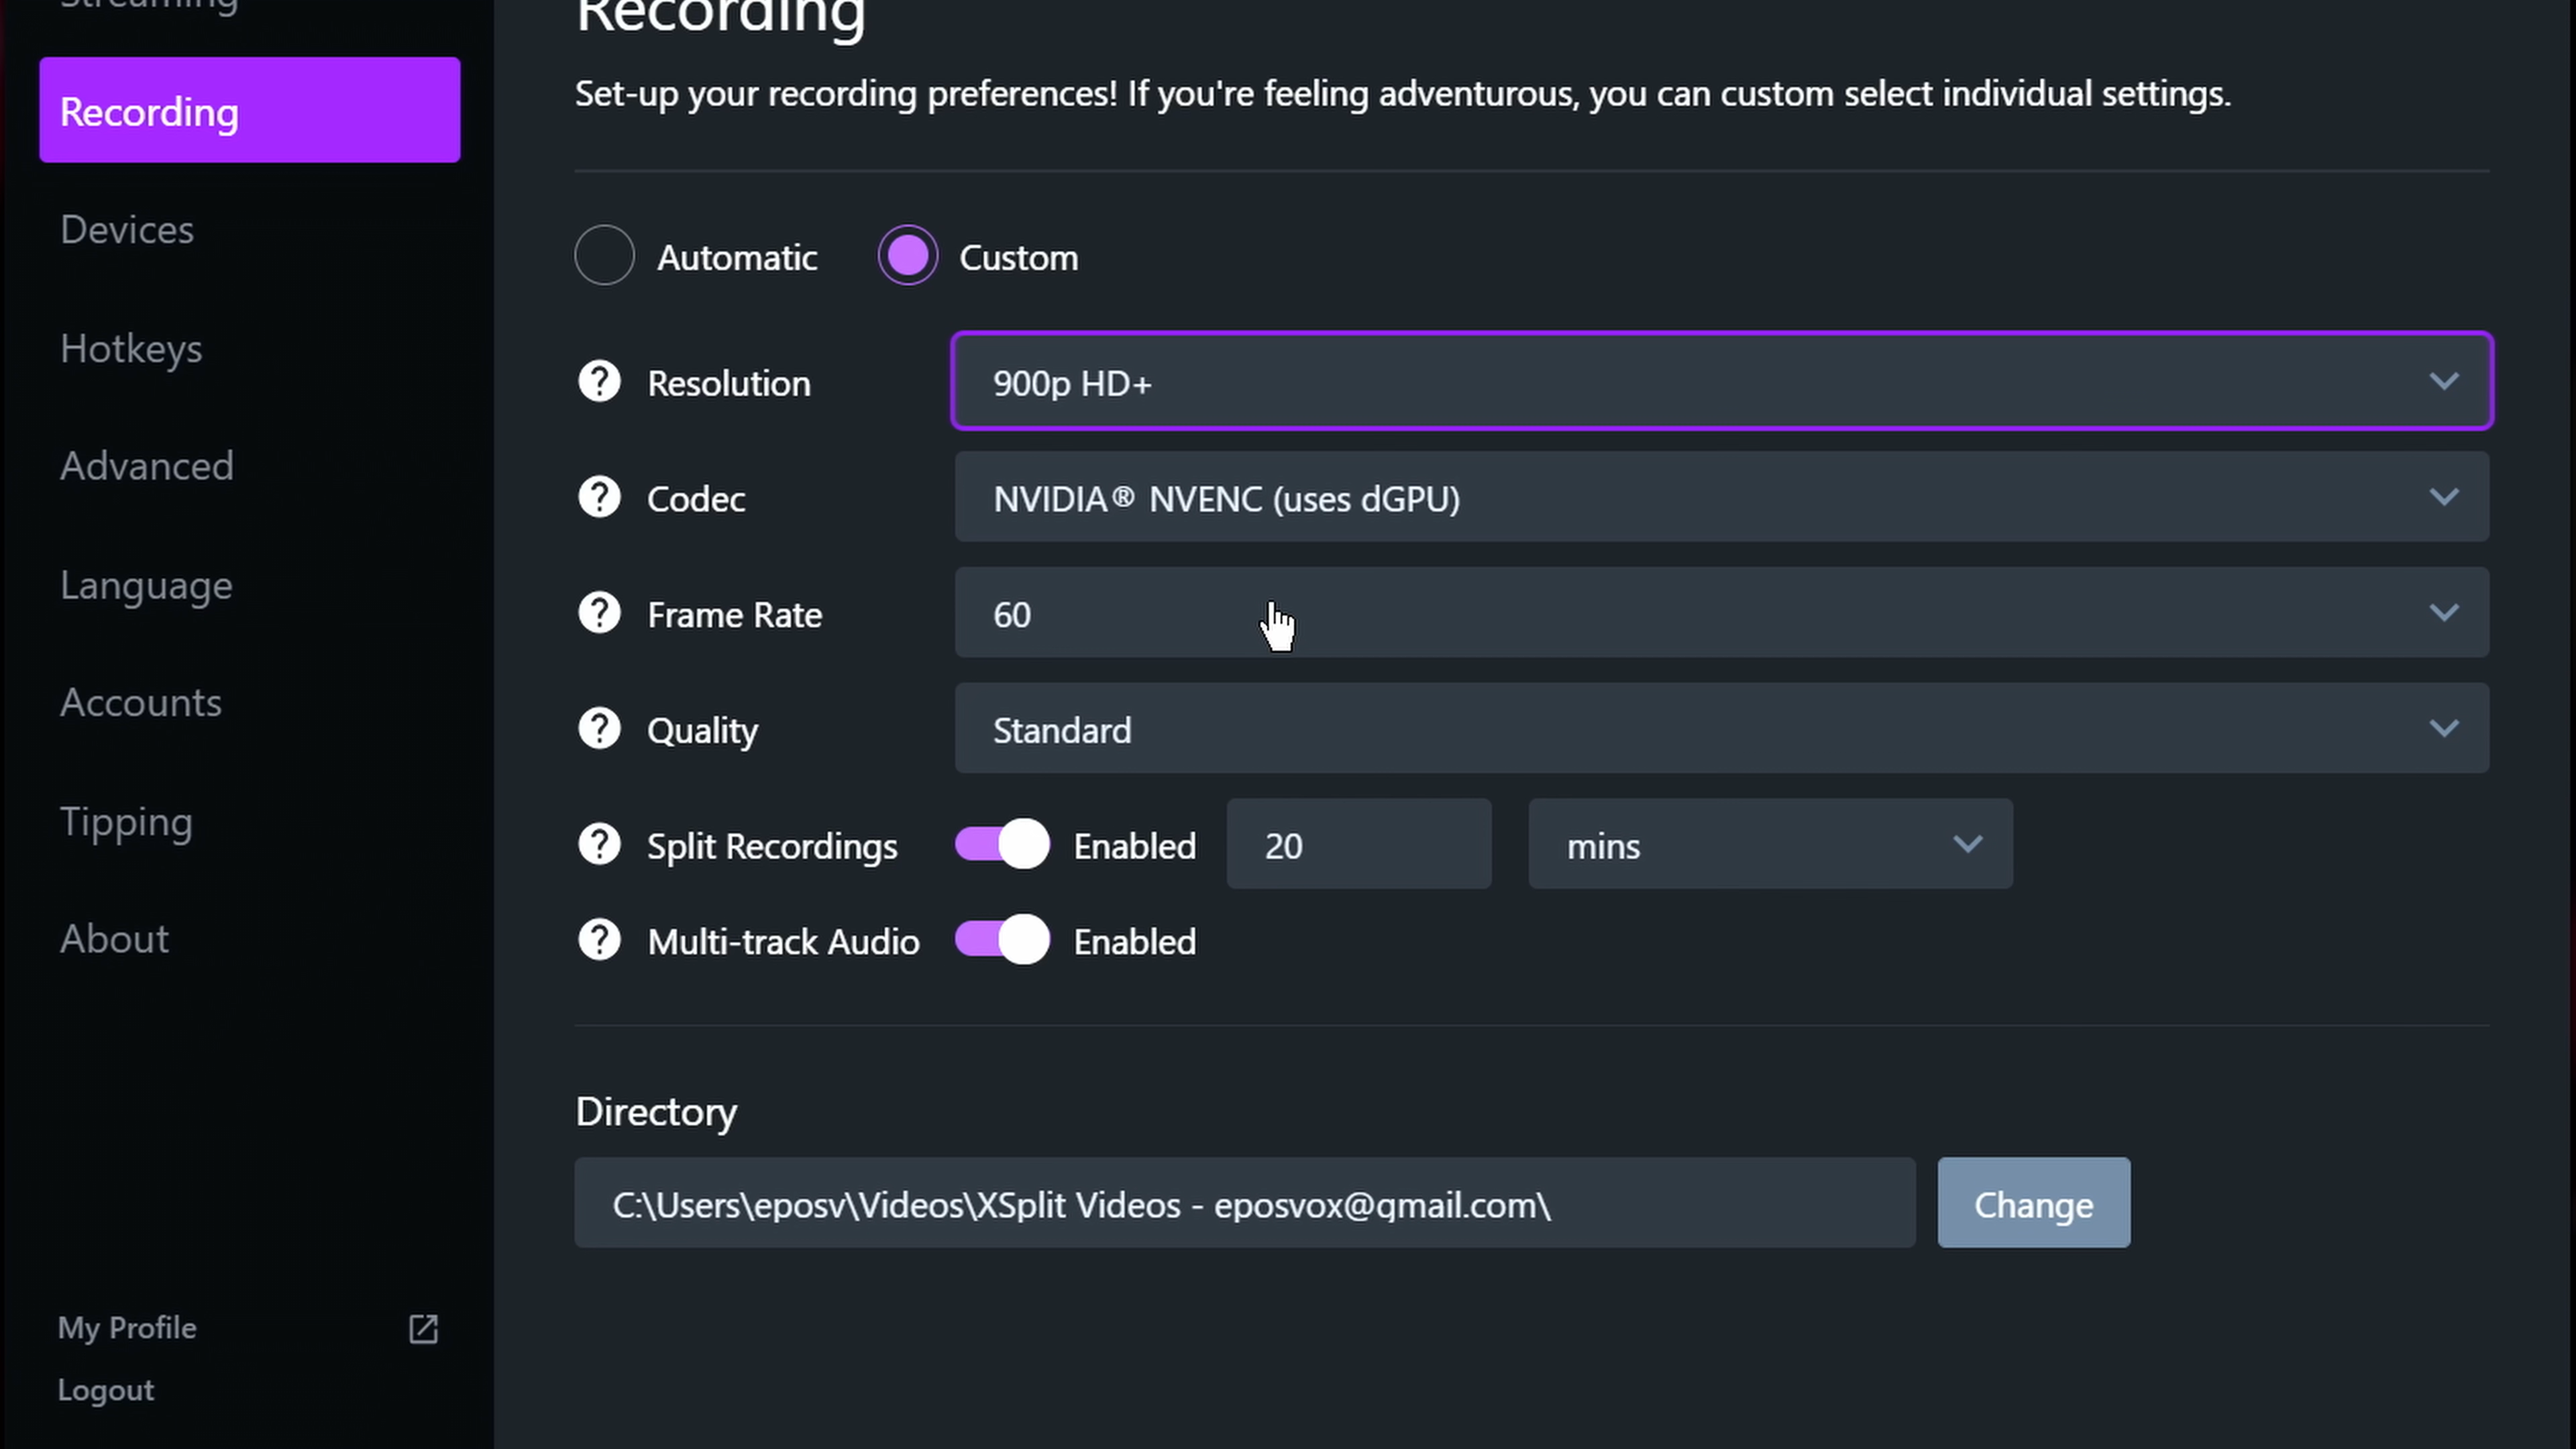 Streaming
Recording
Devices
Hotkeys
Advanced
Language
Accounts
Tipping
About
My Profile
Logout
Recording
Set-up your recording preferences! If you're feeling adventurous, you can custom select individual settings.
Automatic Custom
? Resolution 900p HD+
? Codec NVIDIA® NVENC (uses dGPU)
? Frame Rate 60
? Quality Standard
? Split Recordings Enabled 20 mins
? Multi-track Audio Enabled
Directory
C:\Users\eposv\Videos\XSplit Videos - eposvox@gmail.com\ Change